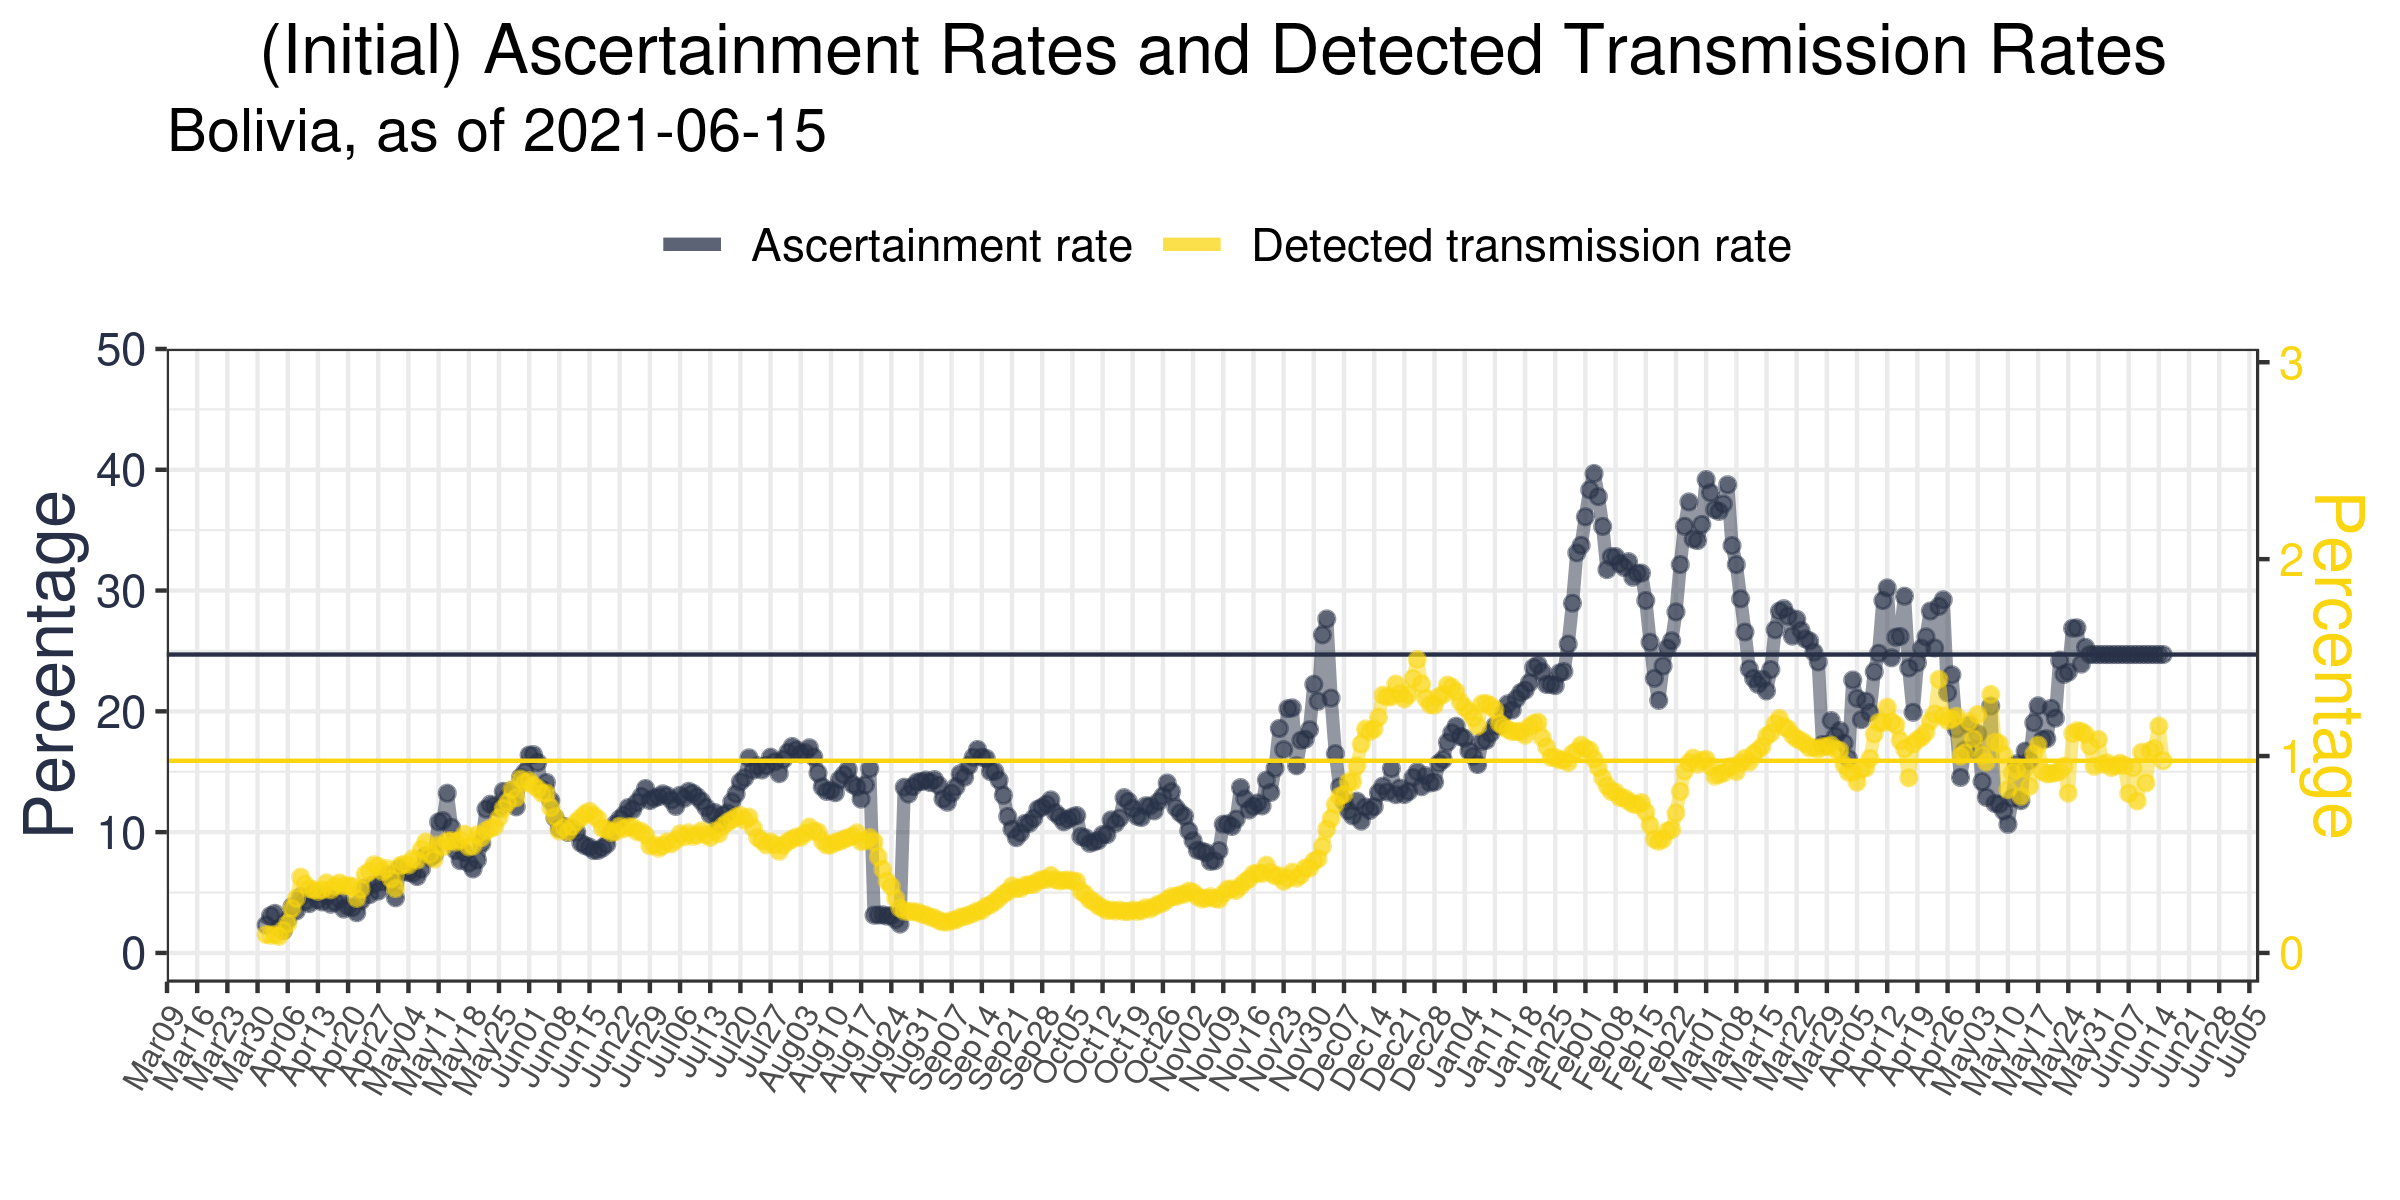 (Initial) Ascertainment Rates and Detected Transmission Rates
Bolivia, as of 2021-06-15
Ascertainment rate Detected transmission rate
Percentage
50
40
30
20
10
0
3
2
1
0
Percentage
Mar09 Mar16 Mar23 Mar30 Apr06 Apr13 Apr20 Apr27 May04 May11 May18 May25 Jun01 Jun08 Jun15 Jun22 Jun29 Jul06 Jul13 Jul20 Jul27 Aug03 Aug10 Aug17 Aug24 Aug31 Sep07 Sep14 Sep21 Sep28 Oct05 Oct12 Oct19 Oct26 Nov02 Nov09 Nov16 Nov23 Nov30 Dec07 Dec14 Dec21 Dec28 Jan04 Jan11 Jan18 Jan25 Feb01 Feb08 Feb15 Feb22 Mar01 Mar08 Mar15 Mar22 Mar29 Apr05 Apr12 Apr19 Apr26 May03 May10 May17 May24 May31 Jun07 Jun14 Jun21 Jun28 Jul05